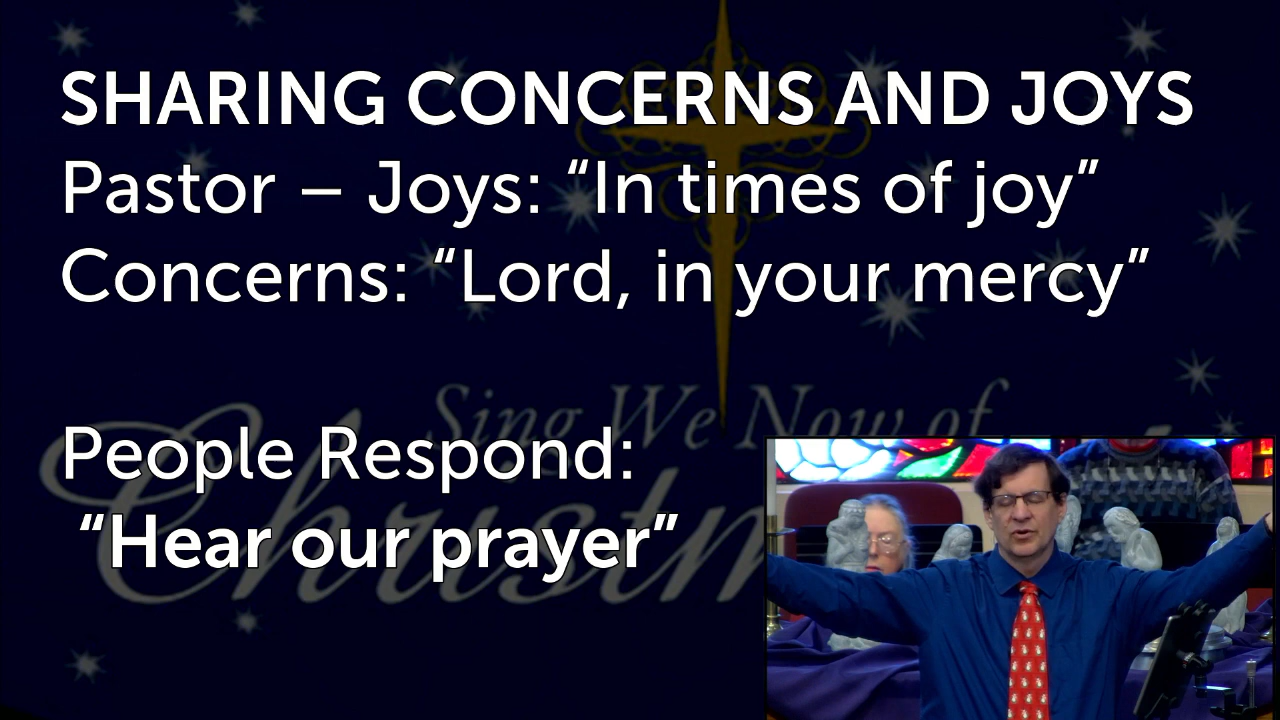 SHARING CONCERNS AND JOYS
Pastor – Joys: “In times of joy”
Concerns: “Lord, in your mercy”
Sing We Now of
People Respond:
“Hear our prayer”